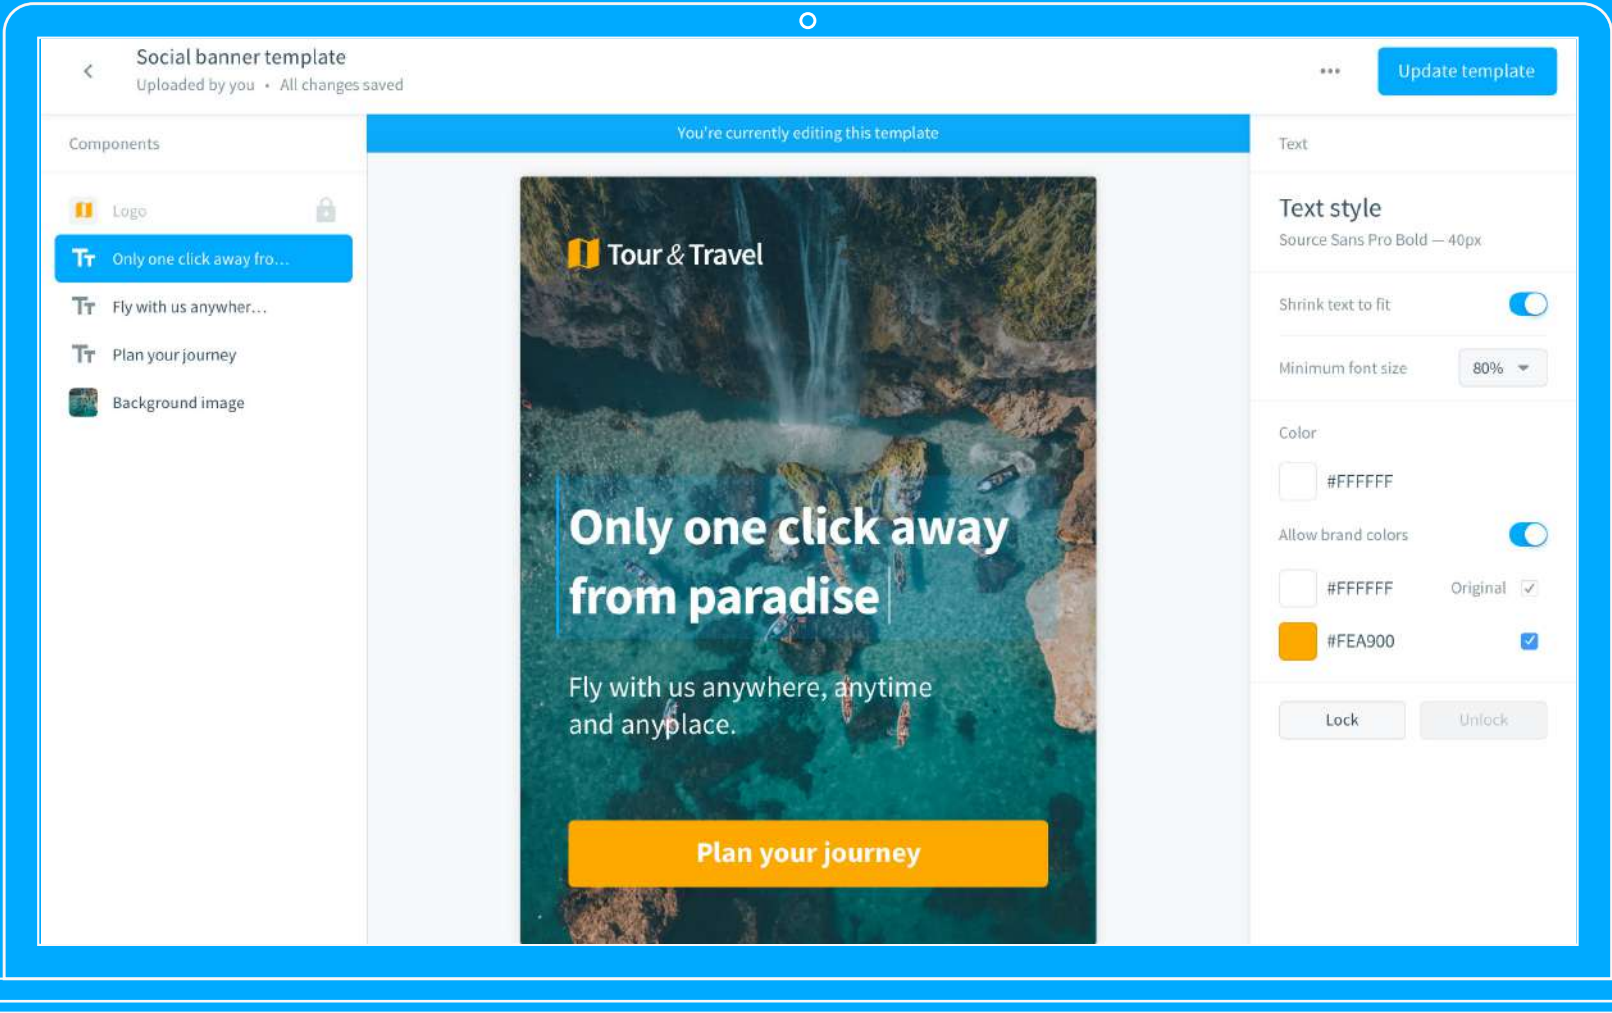 Social banner template
Uploaded by you • All changes saved
Update template
Components
You're currently editing this template
Text
Logo
Only one click away fro...
Fly with us anywher...
Plan your journey
Background image
Tour & Travel
Only one click away
from paradise
Fly with us anywhere, anytime
and anyplace.
Plan your journey
Text style
Source Sans Pro Bold — 40px
Shrink text to fit
Minimum font size 80%
Color
#FFFFFF
Allow brand colors
#FFFFFF Original
#FEA900
Lock Unlock